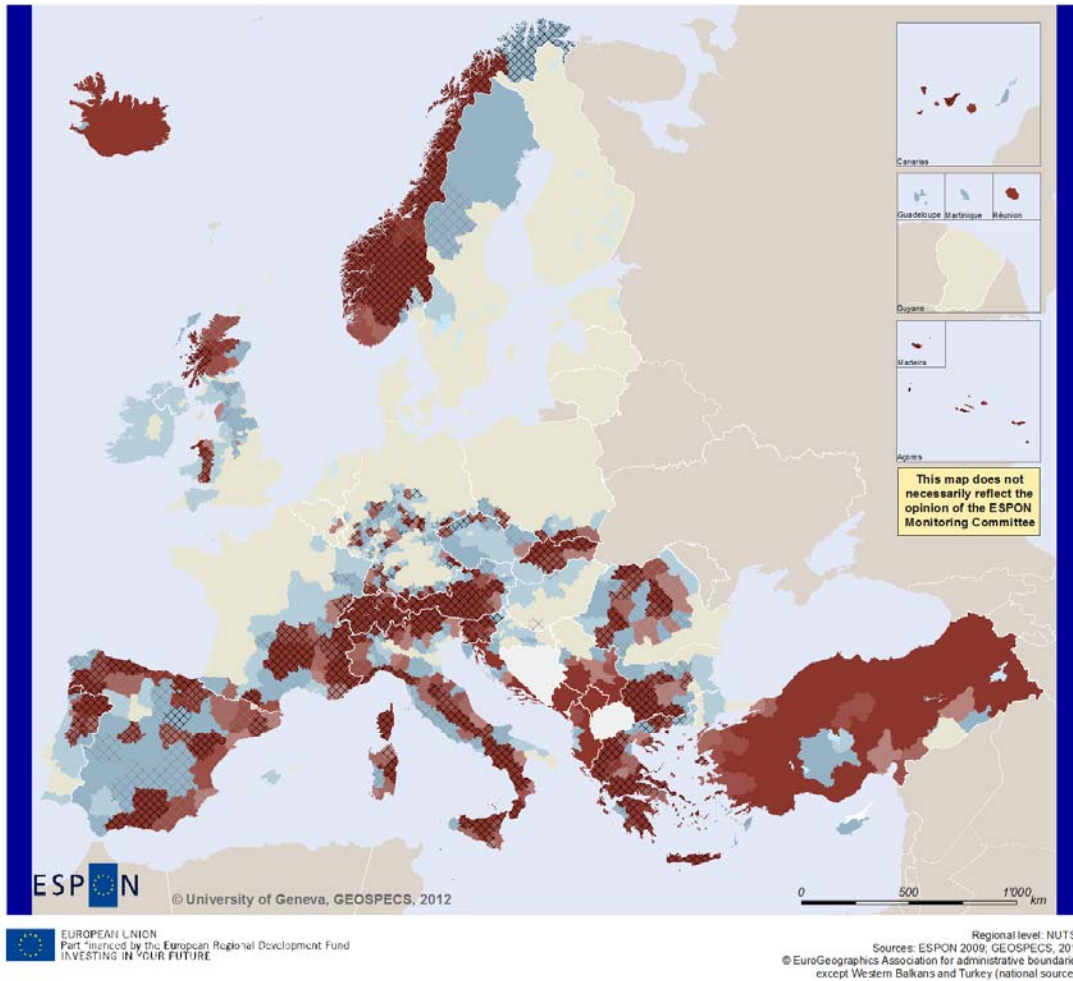 Canarias
Guadeloupe
Martinique
Réunion
Guyane
Madeira
Açores
This map does not
necessarily reflect the
opinion of the ESPON
Monitoring Committee
ESPON
© University of Geneva, GEOSPECS, 2012
0 500 1'000
km
EUROPEAN UNION
Part financed by the European Regional Development Fund
INVESTING IN YOUR FUTURE
Regional level: NUTS
Sources: ESPON 2009; GEOSPECS, 201
© EuroGeographics Association for administrative boundarie
except Western Balkans and Turkey (national source